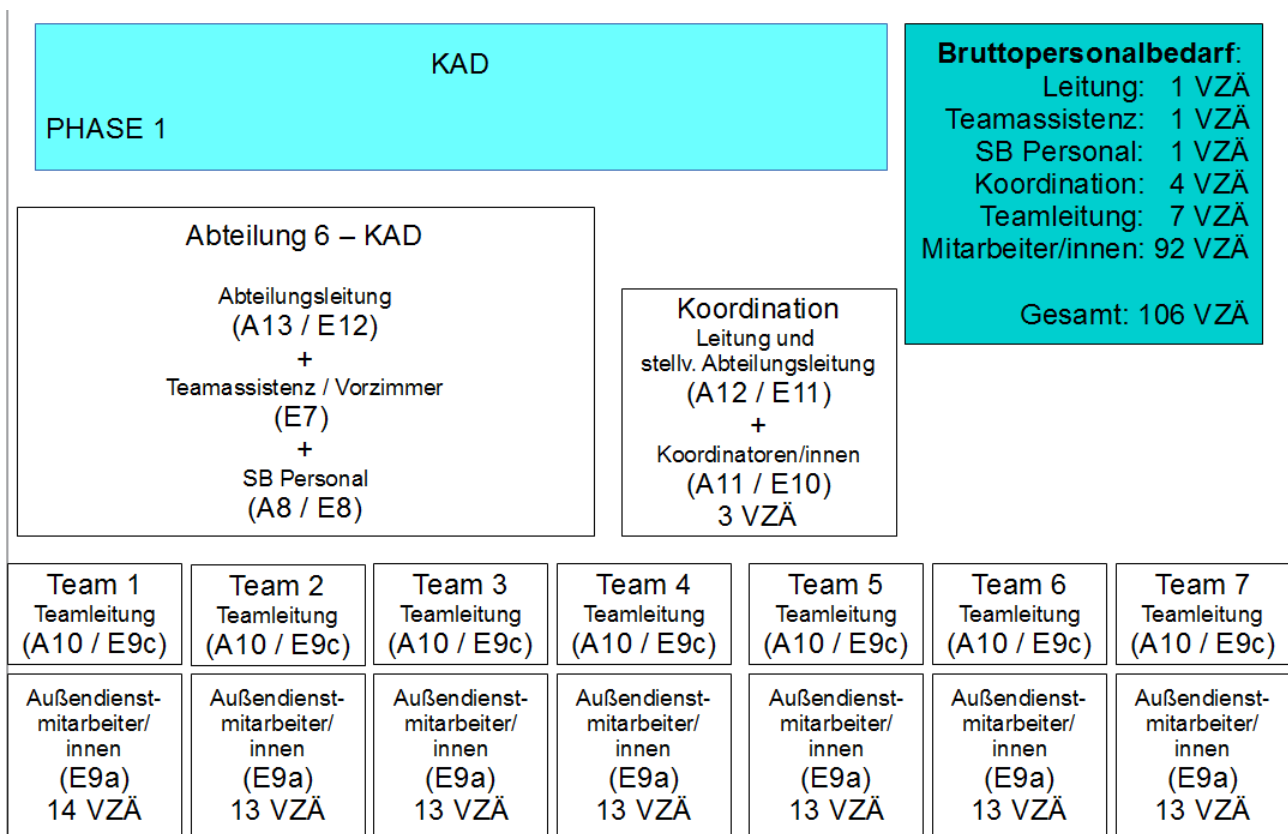 KAD
PHASE 1
Bruttopersonalbedarf:
Leitung: 1 VZÄ
Teamassistenz: 1 VZÄ
SB Personal: 1 VZÄ
Koordination: 4 VZÄ
Teamleitung: 7 VZÄ
Mitarbeiter/innen: 92 VZÄ
Gesamt: 106 VZÄ
Abteilung 6 – KAD
Abteilungsleitung
(A13 / E12)
+
Teamassistenz / Vorzimmer
(E7)
+
SB Personal
(A8 / E8)
Koordination
Leitung und
stellv. Abteilungsleitung
(A12 / E11)
+
Koordinatoren/innen
(A11 / E10)
3 VZÄ
Team 1
Teamleitung
(A10 / E9c)
Team 2
Teamleitung
(A10 / E9c)
Team 3
Teamleitung
(A10 / E9c)
Team 4
Teamleitung
(A10 / E9c)
Team 5
Teamleitung
(A10 / E9c)
Team 6
Teamleitung
(A10 / E9c)
Team 7
Teamleitung
(A10 / E9c)
Außendienst-
mitarbeiter/
innen
(E9a)
14 VZÄ
Außendienst-
mitarbeiter/
innen
(E9a)
13 VZÄ
Außendienst-
mitarbeiter/
innen
(E9a)
13 VZÄ
Außendienst-
mitarbeiter/
innen
(E9a)
13 VZÄ
Außendienst-
mitarbeiter/
innen
(E9a)
13 VZÄ
Außendienst-
mitarbeiter/
innen
(E9a)
13 VZÄ
Außendienst-
mitarbeiter/
innen
(E9a)
13 VZÄ